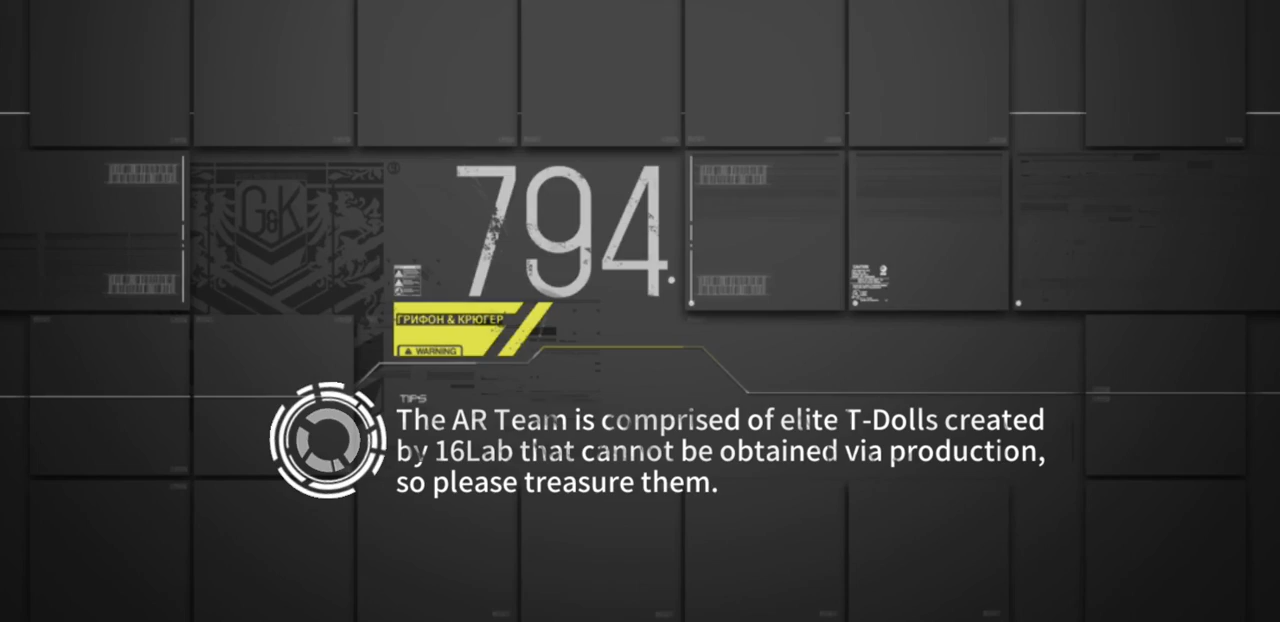 G&K
794.
ГРИФОН & КРЮГЕР
WARNING
TIPS
The AR Team is comprised of elite T-Dolls created
by 16Lab that cannot be obtained via production,
so please treasure them.